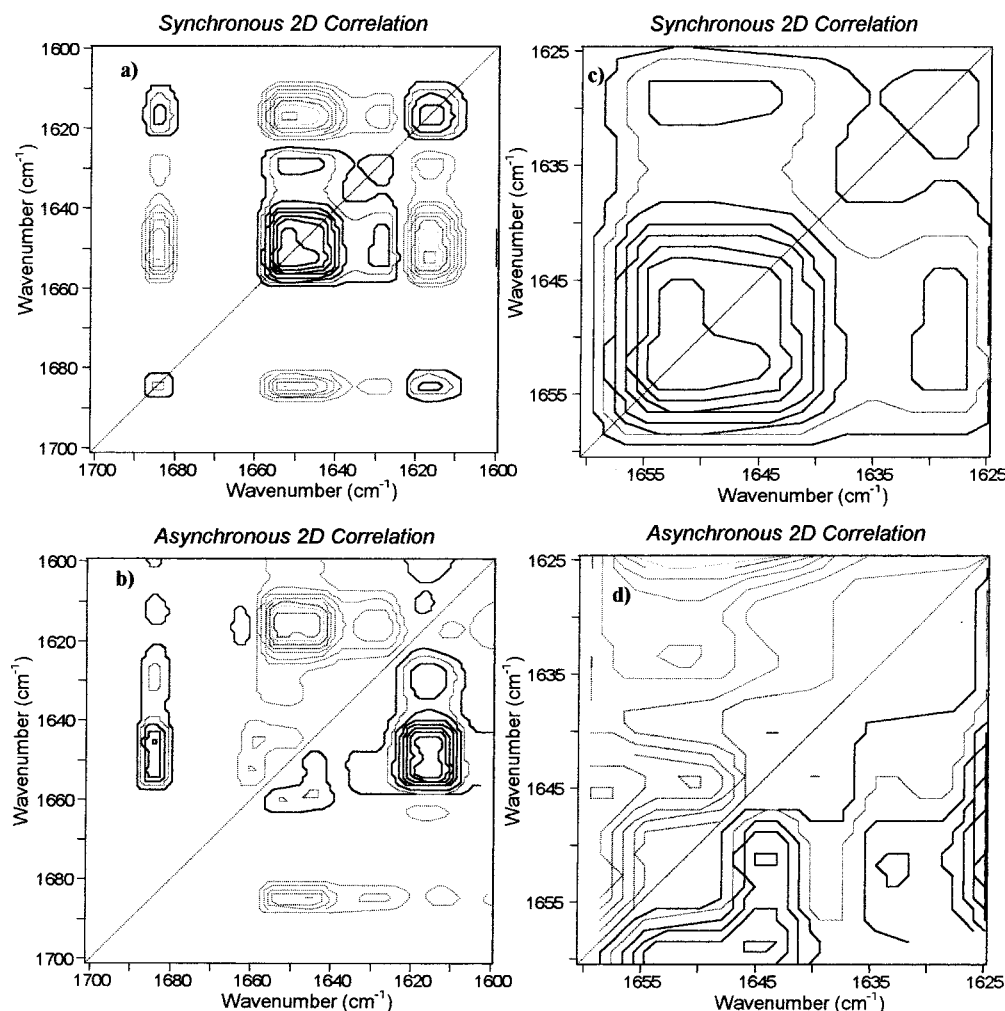 Synchronous 2D Correlation
a)
Wavenumber (cm⁻¹)
1600
1620
1640
1660
1680
1700
1700 1680 1660 1640 1620 1600
Wavenumber (cm⁻¹)
Synchronous 2D Correlation
c)
Wavenumber (cm⁻¹)
1625
1635
1645
1655
1655 1645 1635 1625
Wavenumber (cm⁻¹)
Asynchronous 2D Correlation
b)
Wavenumber (cm⁻¹)
1600
1620
1640
1660
1680
1700
1700 1680 1660 1640 1620 1600
Wavenumber (cm⁻¹)
Asynchronous 2D Correlation
d)
Wavenumber (cm⁻¹)
1625
1635
1645
1655
1655 1645 1635 1625
Wavenumber (cm⁻¹)